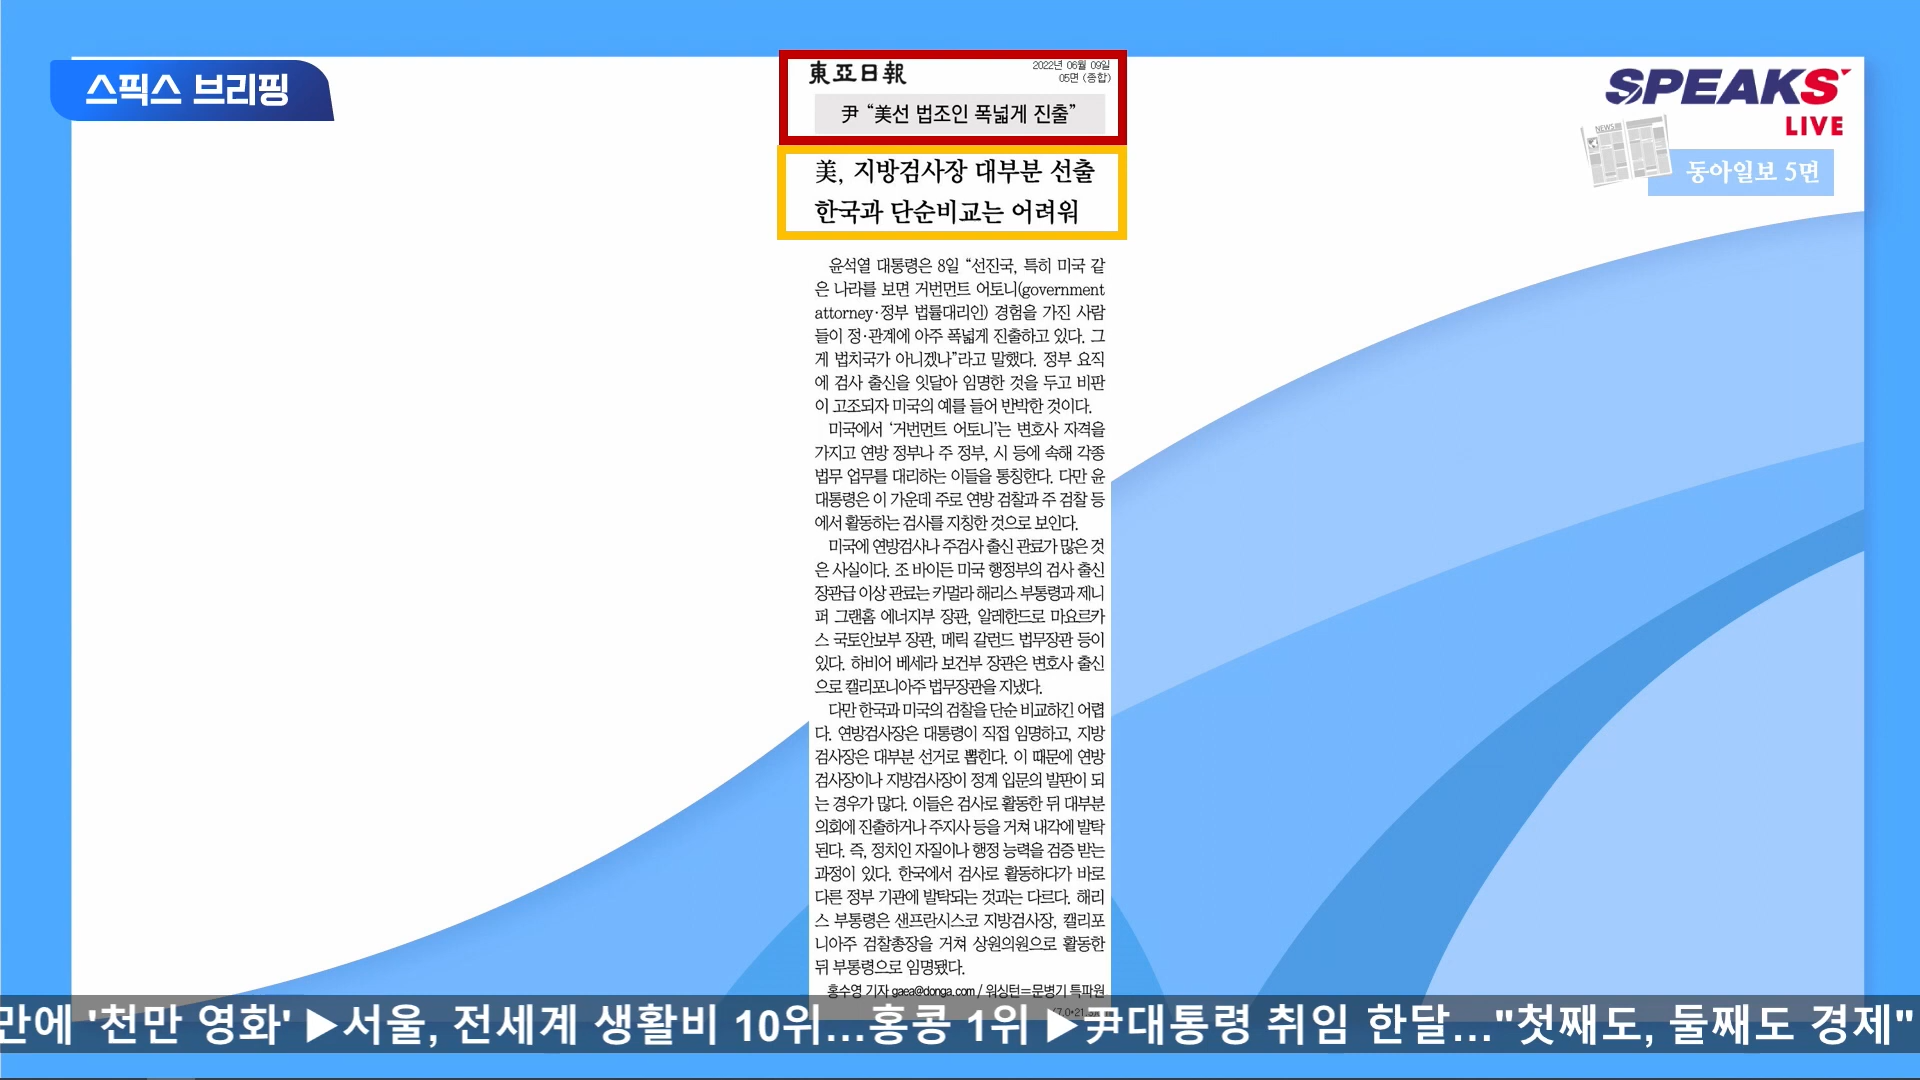 스픽스 브리핑
東亞日報
2022년 06월 09일
05면 (종합)
尹 “美선 법조인 폭넓게 진출”
美, 지방검사장 대부분 선출
한국과 단순비교는 어려워
SPEAKS
LIVE
NEWS
동아일보 5면
윤석열 대통령은 8일 “선진국, 특히 미국 같
은 나라를 보면 거번먼트 어토니(government
attorney·정부 법률대리인) 경험을 가진 사람
들이 정·관계에 아주 폭넓게 진출하고 있다. 그
게 법치국가 아니겠나”라고 말했다. 정부 요직
에 검사 출신을 잇달아 임명한 것을 두고 비판
이 고조되자 미국의 예를 들어 반박한 것이다.
미국에서 ‘거번먼트 어토니’는 변호사 자격을
가지고 연방 정부나 주 정부, 시 등에 속해 각종
법무 업무를 대리하는 이들을 통칭한다. 다만 윤
대통령은 이 가운데 주로 연방 검찰과 주 검찰 등
에서 활동하는 검사를 지칭한 것으로 보인다.
미국에 연방검사나 주검사 출신 관료가 많은 것
은 사실이다. 조 바이든 미국 행정부의 검사 출신
장관급 이상 관료는 카멀라 해리스 부통령과 제니
퍼 그랜홈 에너지부 장관, 알레한드로 마요르카
스 국토안보부 장관, 메릭 갈런드 법무장관 등이
있다. 하비어 베세라 보건부 장관은 변호사 출신
으로 캘리포니아주 법무장관을 지냈다.
다만 한국과 미국의 검찰을 단순 비교하긴 어렵
다. 연방검사장은 대통령이 직접 임명하고, 지방
검사장은 대부분 선거로 뽑힌다. 이 때문에 연방
검사장이나 지방검사장이 정계 입문의 발판이 되
는 경우가 많다. 이들은 검사로 활동한 뒤 대부분
의회에 진출하거나 주지사 등을 거쳐 내각에 발탁
된다. 즉, 정치인 자질이나 행정 능력을 검증 받는
과정이 있다. 한국에서 검사로 활동하다가 바로
다른 정부 기관에 발탁되는 것과는 다르다. 해리
스 부통령은 샌프란시스코 지방검사장, 캘리포
니아주 검찰총장을 거쳐 상원의원으로 활동한
뒤 부통령으로 임명됐다.
홍수영 기자 gaea@donga.com / 워싱턴=문병기 특파원
만에 '천만 영화' ▶서울, 전세계 생활비 10위...홍콩 1위 ▶尹대통령 취임 한달..."첫째도, 둘째도 경제"